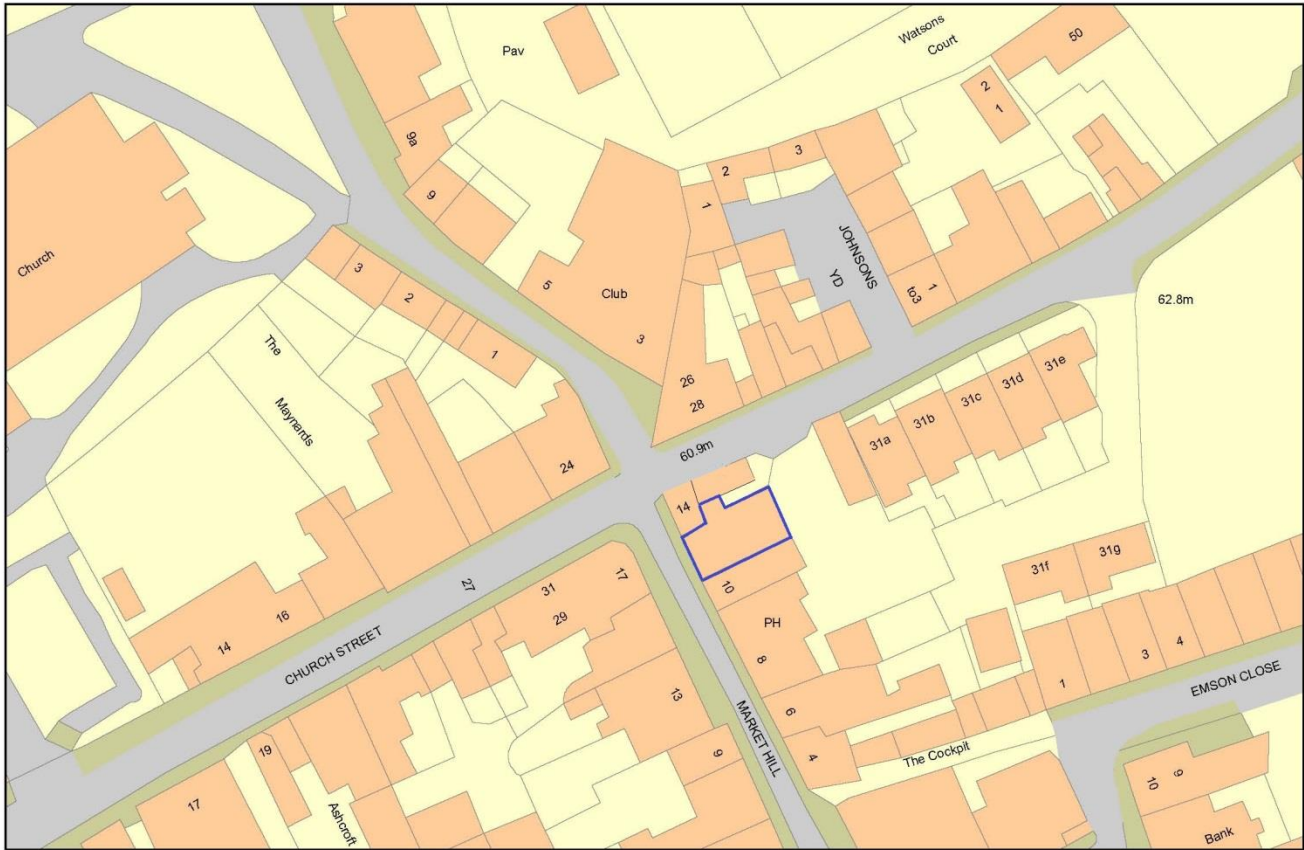 Pav
Watsons
Court
50
2
1
9a
9
2
3
1
Church
3
2
1
5
Club
3
JOHNSONS
YD
1
to3
62.8m
The
Maynards
26
28
31a
31b
31c
31d
31e
24
60.9m
14
10
31f
31g
PH
8
27
31
29
17
16
14
CHURCH STREET
13
9
6
4
MARKET HILL
The Cockpit
1
3
4
EMSON CLOSE
19
17
Ashcroft
10
9
Bank